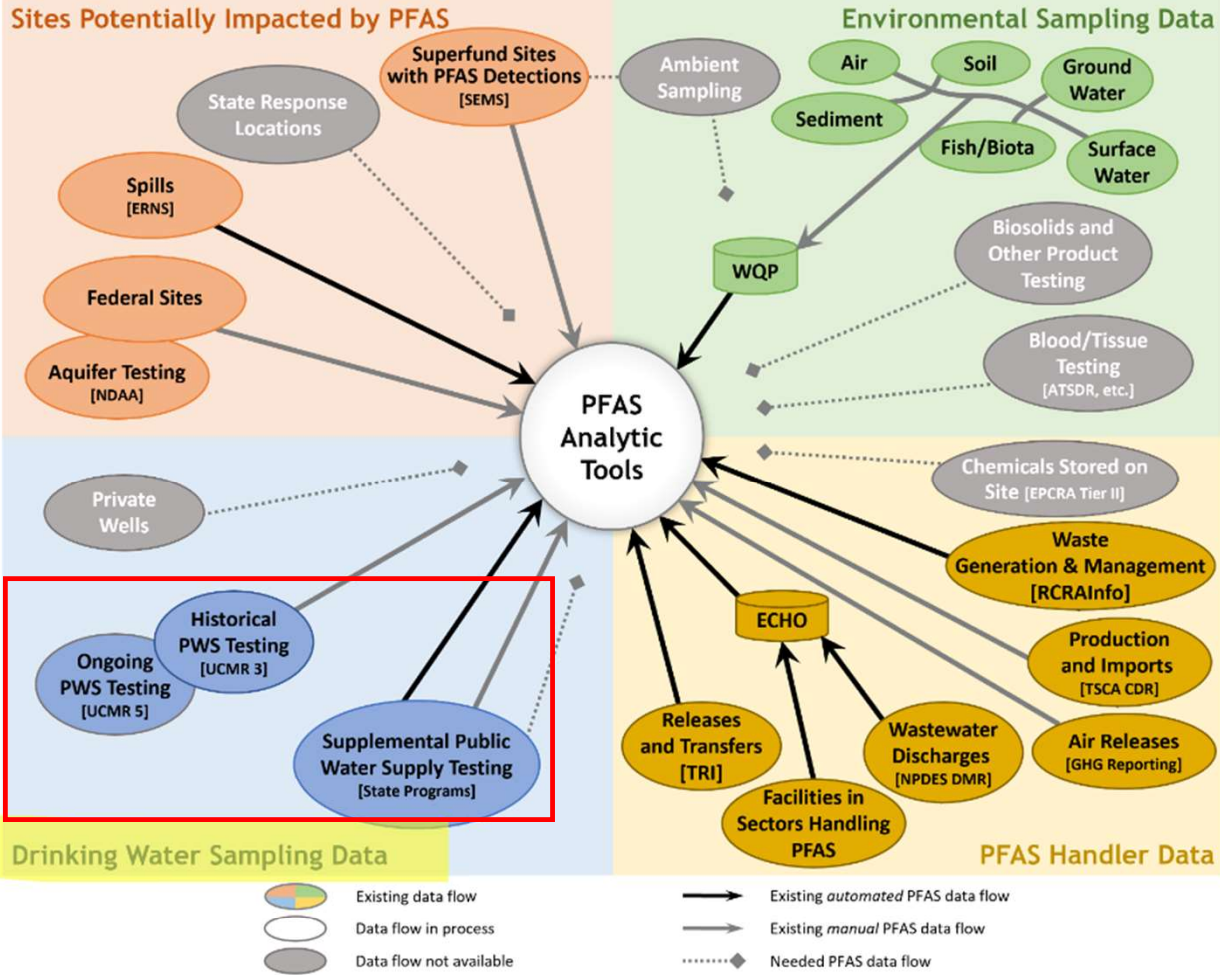 Sites Potentially Impacted by PFAS
Superfund Sites
with PFAS Detections
[SEMS]
State Response
Locations
Spills
[ERNS]
Federal Sites
Aquifer Testing
[NDAA]
Environmental Sampling Data
Ambient
Sampling
Air
Soil
Ground
Water
Sediment
Fish/Biota
Surface
Water
WQP
Biosolids and
Other Product
Testing
Blood/Tissue
Testing
[ATSDR, etc.]
PFAS
Analytic
Tools
Private
Wells
Historical
PWS Testing
[UCMR 3]
Ongoing
PWS Testing
[UCMR 5]
Supplemental Public
Water Supply Testing
[State Programs]
Drinking Water Sampling Data
Chemicals Stored on
Site [EPCRA Tier II]
Waste
Generation & Management
[RCRAInfo]
ECHO
Production
and Imports
[TSCA CDR]
Releases
and Transfers
[TRI]
Wastewater
Discharges
[NPDES DMR]
Air Releases
[GHG Reporting]
Facilities in
Sectors Handling
PFAS
PFAS Handler Data
Existing data flow
Data flow in process
Data flow not available
Existing automated PFAS data flow
Existing manual PFAS data flow
Needed PFAS data flow